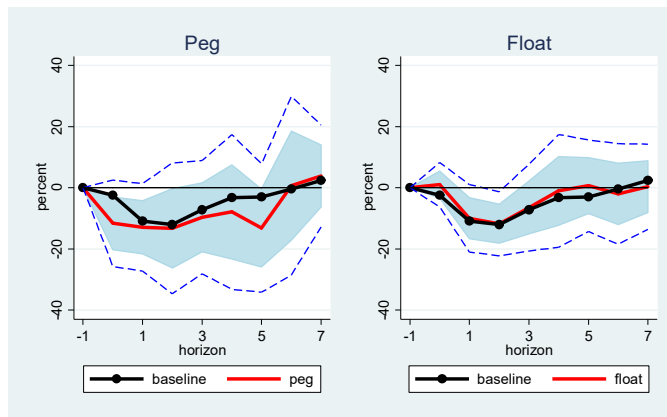 Peg
40
20
0
-20
-40
percent
-1
1
3
5
7
horizon
baseline
peg
Float
40
20
0
-20
-40
percent
-1
1
3
5
7
horizon
baseline
float